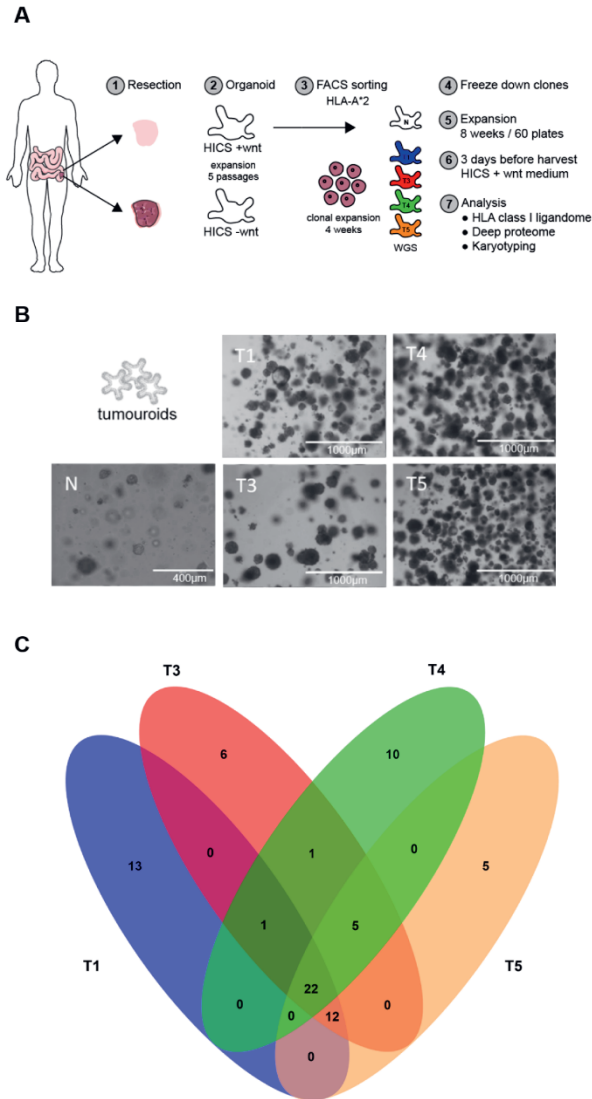 A
1 Resection
2 Organoid
3 FACS sorting
HLA-A*2
4 Freeze down clones
HICS +wnt
expansion
5 passages
HICS -wnt
clonal expansion
4 weeks
N
T3
T4
T5
WGS
5 Expansion
8 weeks / 60 plates
6 3 days before harvest
HICS + wnt medium
7 Analysis
● HLA class I ligandome
● Deep proteome
● Karyotyping
B
tumouroids
T1
1000µm
T4
1000µm
N
400µm
T3
1000µm
T5
1000µm
C
T3
T4
6
10
13
0
1
0
5
1
5
T1
T5
22
0
0
12
0
0